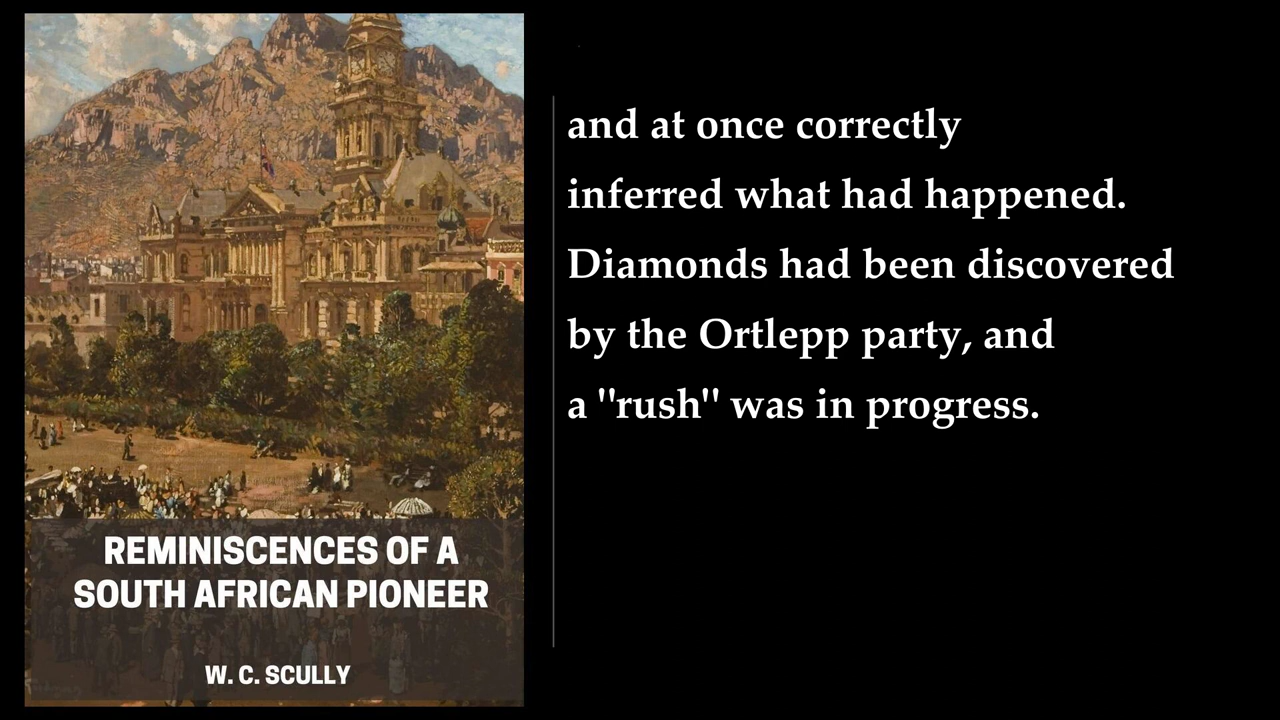 REMINISCENCES OF A
SOUTH AFRICAN PIONEER
W. C. SCULLY
and at once correctly
inferred what had happened.
Diamonds had been discovered
by the Ortlepp party, and
a "rush" was in progress.